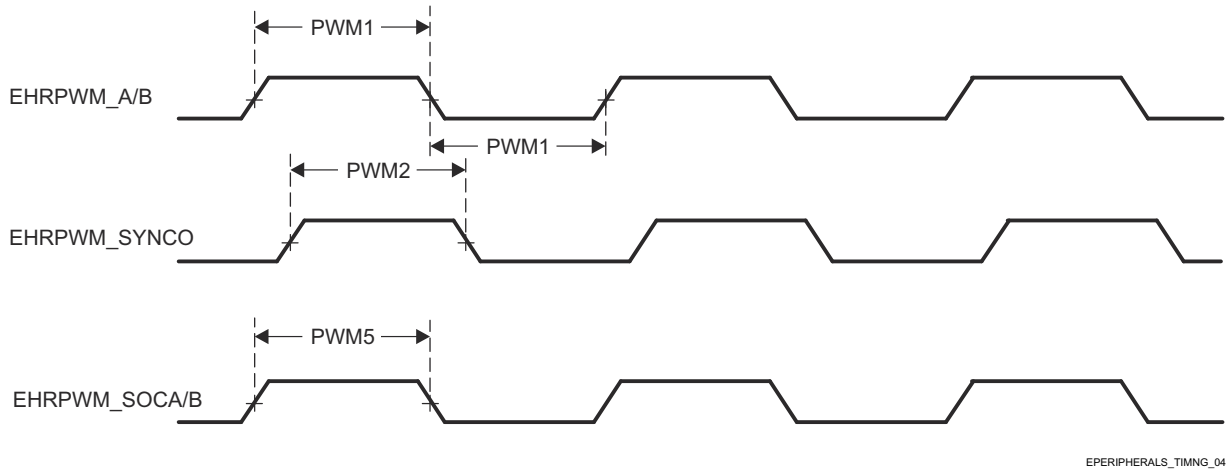 PWM1
EHRPWM_A/B
PWM1
PWM2
EHRPWM_SYNCO
PWM5
EHRPWM_SOCA/B
EPERIPHERALS_TIMNG_04